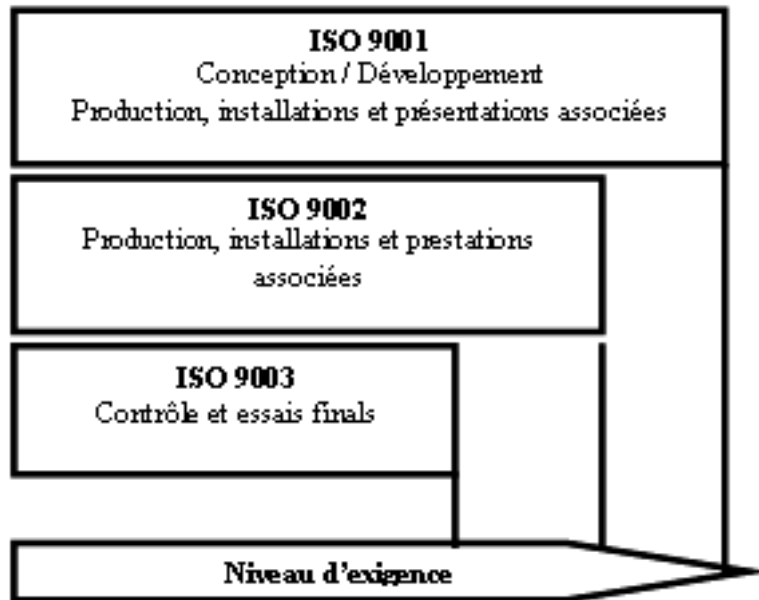 ISO 9001
Conception / Développement
Production, installations et présentations associées
ISO 9002
Production, installations et prestations
associées
ISO 9003
Contrôle et essais finals
Niveau d'exigence